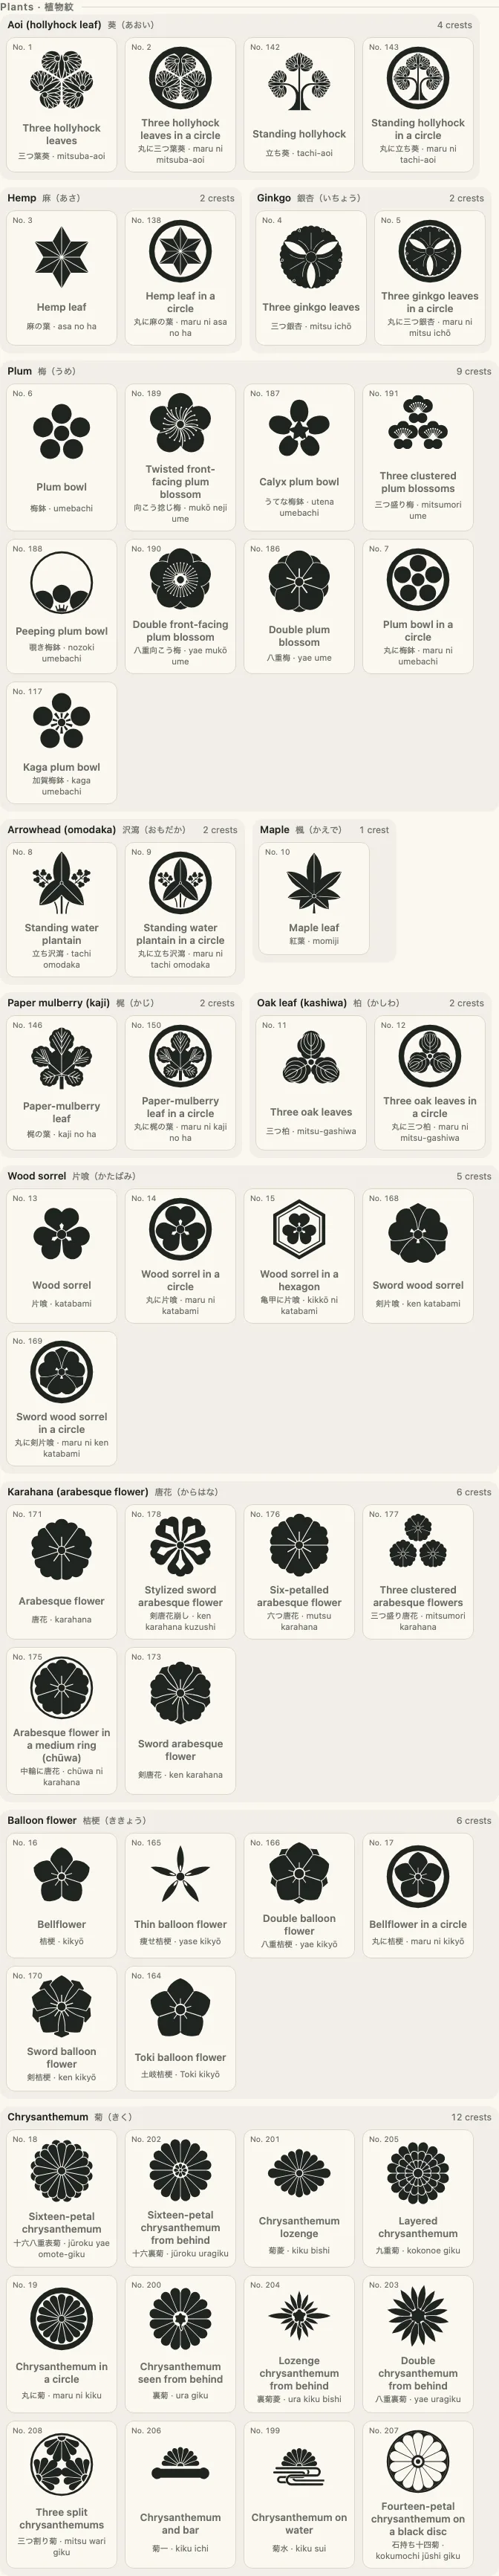 Plants · 植物紋
Aoi (hollyhock leaf) 葵（あおい） 4 crests
No. 1
Three hollyhock
leaves
三つ葉葵 · mitsuba-aoi
No. 2
Three hollyhock
leaves in a circle
丸に三つ葉葵 · maru ni
mitsuba-aoi
No. 142
Standing hollyhock
立ち葵 · tachi-aoi
No. 143
Standing hollyhock
in a circle
丸に立ち葵 · maru ni
tachi-aoi
Hemp 麻（あさ） 2 crests
No. 3
Hemp leaf
麻の葉 · asa no ha
No. 138
Hemp leaf in a
circle
丸に麻の葉 · maru ni asa
no ha
Ginkgo 銀杏（いちょう） 2 crests
No. 4
Three ginkgo leaves
三つ銀杏 · mitsu ichō
No. 5
Three ginkgo leaves
in a circle
丸に三つ銀杏 · maru ni
mitsu ichō
Plum 梅（うめ） 9 crests
No. 6
Plum bowl
梅鉢 · umebachi
No. 189
Twisted front-
facing plum
blossom
向こう捻じ梅 · mukō neji
ume
No. 187
Calyx plum bowl
うてな梅鉢 · utena
umebachi
No. 191
Three clustered
plum blossoms
三つ盛り梅 · mitsumori
ume
No. 188
Peeping plum bowl
覗き梅鉢 · nozoki
umebachi
No. 190
Double front-facing
plum blossom
八重向こう梅 · yae mukō
ume
No. 186
Double plum
blossom
八重梅 · yae ume
No. 7
Plum bowl in a
circle
丸に梅鉢 · maru ni
umebachi
No. 117
Kaga plum bowl
加賀梅鉢 · kaga
umebachi
Arrowhead (omodaka) 沢瀉（おもだか） 2 crests
No. 8
Standing water
plantain
立ち沢瀉 · tachi
omodaka
No. 9
Standing water
plantain in a circle
丸に立ち沢瀉 · maru ni
tachi omodaka
Maple 楓（かえで） 1 crest
No. 10
Maple leaf
紅葉 · momiji
Paper mulberry (kaji) 梶（かじ） 2 crests
No. 146
Paper-mulberry
leaf
梶の葉 · kaji no ha
No. 150
Paper-mulberry
leaf in a circle
丸に梶の葉 · maru ni kaji
no ha
Oak leaf (kashiwa) 柏（かしわ） 2 crests
No. 11
Three oak leaves
三つ柏 · mitsu-gashiwa
No. 12
Three oak leaves in
a circle
丸に三つ柏 · maru ni
mitsu-gashiwa
Wood sorrel 片喰（かたばみ） 5 crests
No. 13
Wood sorrel
片喰 · katabami
No. 14
Wood sorrel in a
circle
丸に片喰 · maru ni
katabami
No. 15
Wood sorrel in a
hexagon
亀甲に片喰 · kikkō ni
katabami
No. 168
Sword wood sorrel
剣片喰 · ken katabami
No. 169
Sword wood sorrel
in a circle
丸に剣片喰 · maru ni ken
katabami
Karahana (arabesque flower) 唐花（からはな） 6 crests
No. 171
Arabesque flower
唐花 · karahana
No. 178
Stylized sword
arabesque flower
剣唐花崩し · ken
karahana kuzushi
No. 176
Six-petalled
arabesque flower
六つ唐花 · mutsu
karahana
No. 177
Three clustered
arabesque flowers
三つ盛り唐花 · mitsumori
karahana
No. 175
Arabesque flower in
a medium ring
(chūwa)
中輪に唐花 · chūwa ni
karahana
No. 173
Sword arabesque
flower
剣唐花 · ken karahana
Balloon flower 桔梗（ききょう） 6 crests
No. 16
Bellflower
桔梗 · kikyō
No. 165
Thin balloon flower
痩せ桔梗 · yase kikyō
No. 166
Double balloon
flower
八重桔梗 · yae kikyō
No. 17
Bellflower in a circle
丸に桔梗 · maru ni kikyō
No. 170
Sword balloon
flower
剣桔梗 · ken kikyō
No. 164
Toki balloon flower
土岐桔梗 · Toki kikyō
Chrysanthemum 菊（きく） 12 crests
No. 18
Sixteen-petal
chrysanthemum
十六八重表菊 · jūroku yae
omote-giku
No. 202
Sixteen-petal
chrysanthemum
from behind
十六裏菊 · jūroku uragiku
No. 201
Chrysanthemum
lozenge
菊菱 · kiku bishi
No. 205
Layered
chrysanthemum
九重菊 · kokonoe giku
No. 19
Chrysanthemum in
a circle
丸に菊 · maru ni kiku
No. 200
Chrysanthemum
seen from behind
裏菊 · ura giku
No. 204
Lozenge
chrysanthemum
from behind
裏菊菱 · ura kiku bishi
No. 203
Double
chrysanthemum
from behind
八重裏菊 · yae uragiku
No. 208
Three split
chrysanthemums
三つ割り菊 · mitsu wari
giku
No. 206
Chrysanthemum
and bar
菊一 · kiku ichi
No. 199
Chrysanthemum on
water
菊水 · kiku sui
No. 207
Fourteen-petal
chrysanthemum on
a black disc
石持ち十四菊 ·
kokumochi jūshi giku